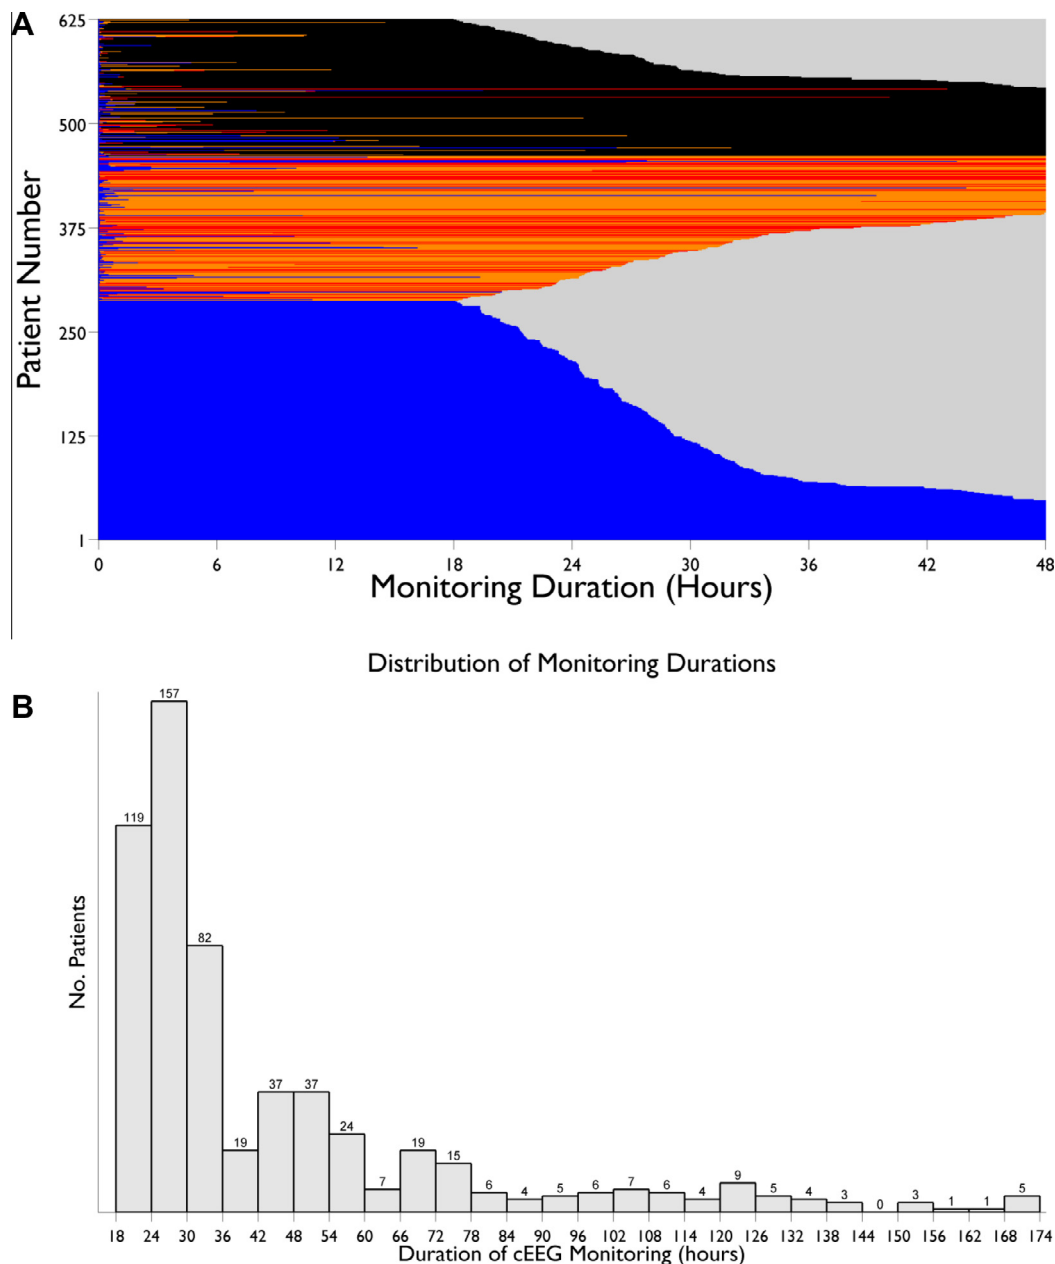 A
625
500
375
250
125
1
Patient Number
0 6 12 18 24 30 36 42 48
Monitoring Duration (Hours)
Distribution of Monitoring Durations
B
No. Patients
119 157 82 19 37 37 24 7 19 15 6 4 5 6 7 6 4 9 5 4 3 0 3 1 1 5
18 24 30 36 42 48 54 60 66 72 78 84 90 96 102 108 114 120 126 132 138 144 150 156 162 168 174
Duration of cEEG Monitoring (hours)